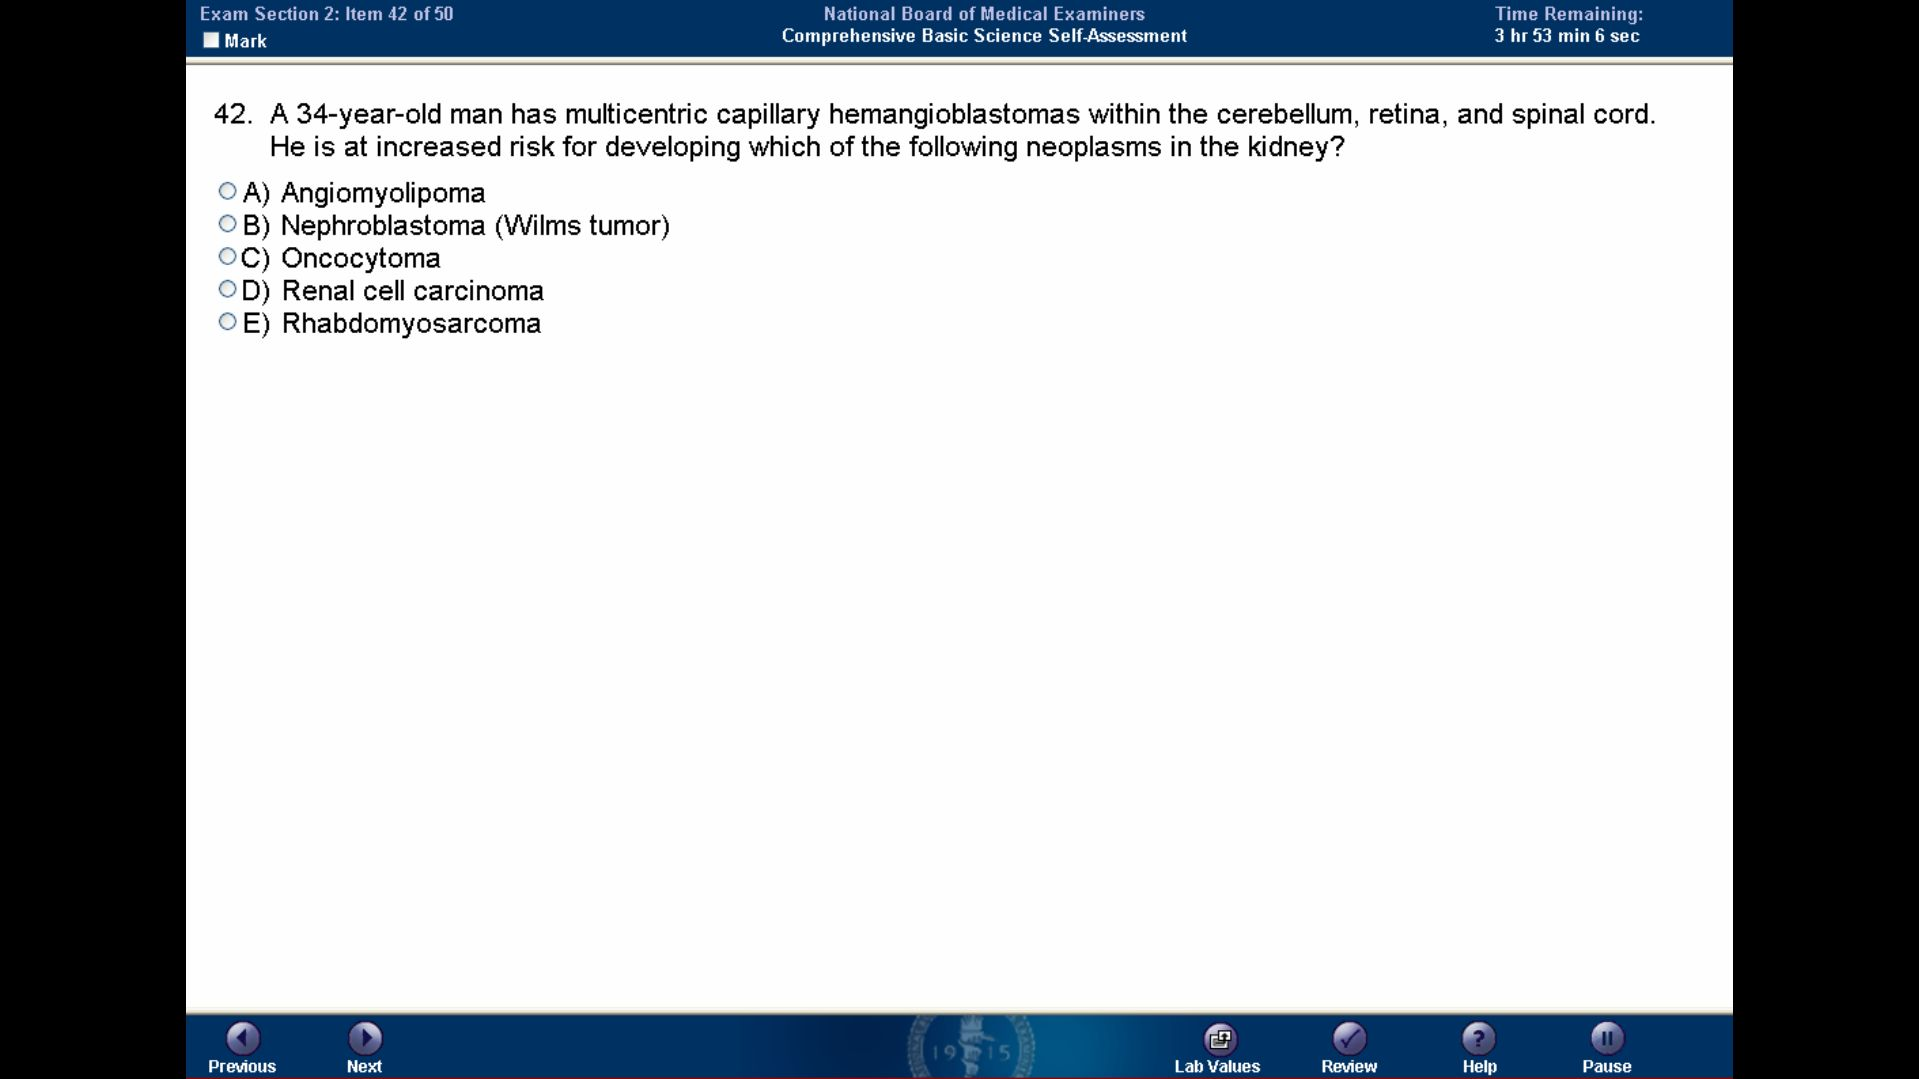 Exam Section 2: Item 42 of 50
Mark
National Board of Medical Examiners
Comprehensive Basic Science Self-Assessment
Time Remaining:
3 hr 53 min 6 sec
42. A 34-year-old man has multicentric capillary hemangioblastomas within the cerebellum, retina, and spinal cord.
He is at increased risk for developing which of the following neoplasms in the kidney?
A) Angiomyolipoma
B) Nephroblastoma (Wilms tumor)
C) Oncocytoma
D) Renal cell carcinoma
E) Rhabdomyosarcoma
Previous
Next
1915
Lab Values
Review
Help
Pause